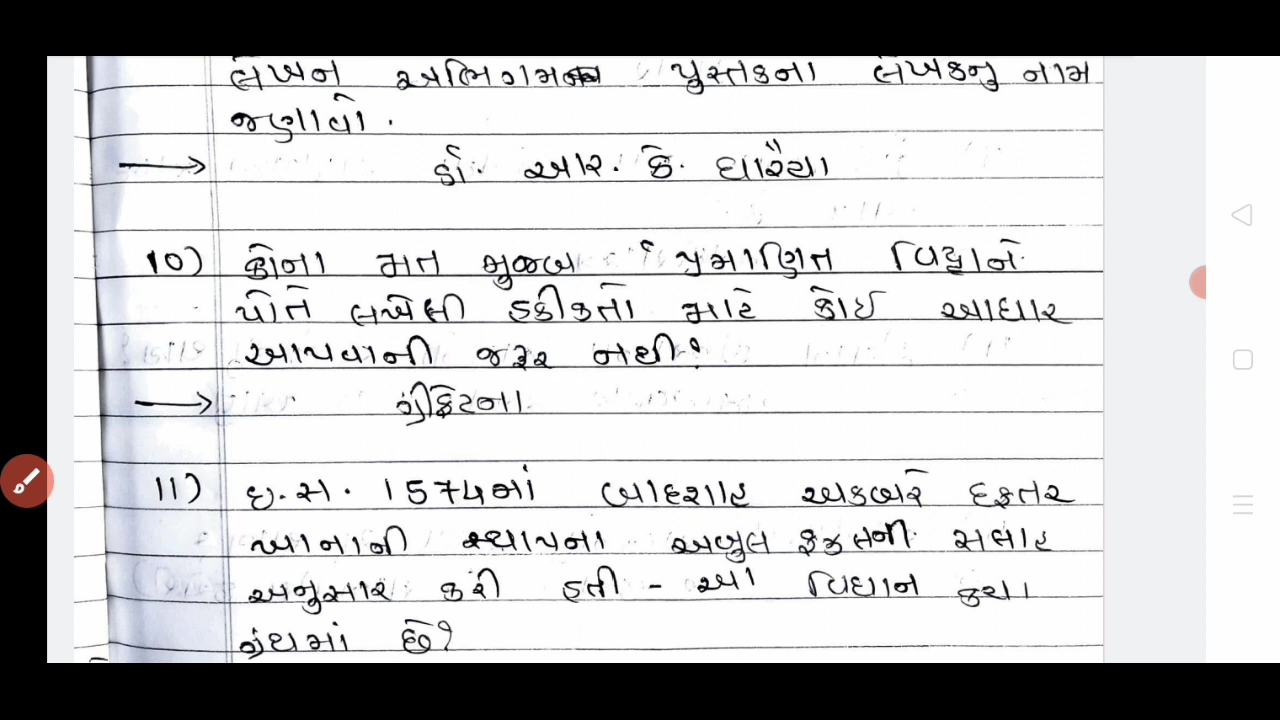 લેખન અભિગમન પુસ્તકના લેખકનુ નામ
જણાવો.
→ ડૉ. આર. કે. ધારૈયા
10) કોના મત મુજબ પ્રમાણિત વિદ્વાને
પોતે લખેલી હકીકતો માટે કોઈ આધાર
આપવાની જરૂર નથી?
→ ગ્રીફિટના
11) ઇ.સ. 1574માં બાદશાહ અકબરે દફતર
ખાનાની સ્થાપના અબુલ ફઝલની સલાહ
અનુસાર કરી હતી - આ વિધાન કયા
ગ્રંથમાં છે?